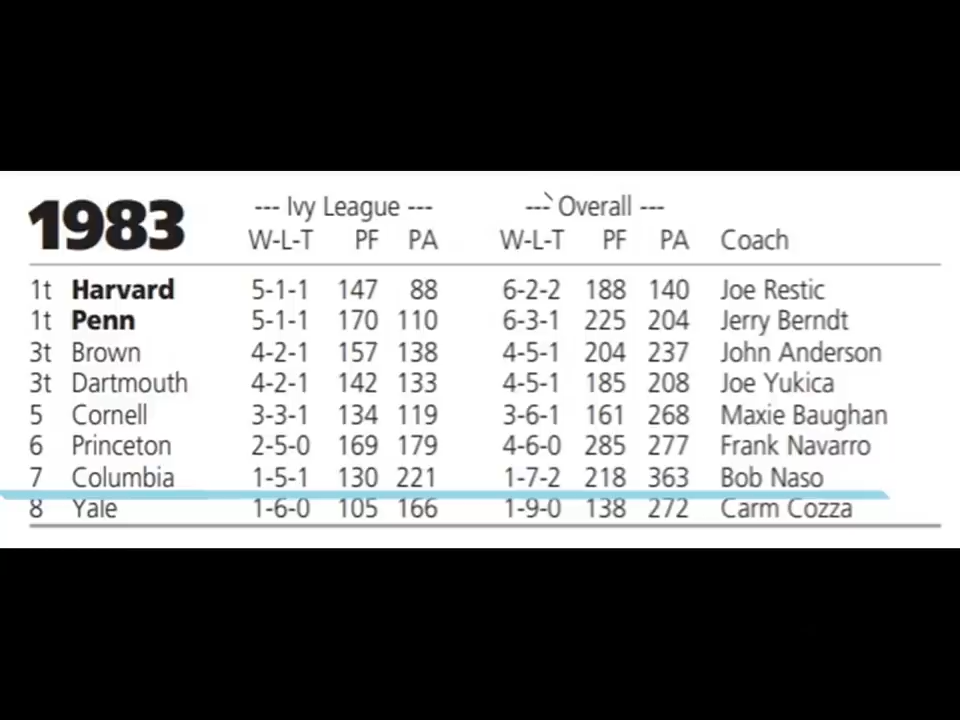 1983 --- Ivy League --- --- Overall ---
W-L-T PF PA W-L-T PF PA Coach
1t Harvard 5-1-1 147 88 6-2-2 188 140 Joe Restic
1t Penn 5-1-1 170 110 6-3-1 225 204 Jerry Berndt
3t Brown 4-2-1 157 138 4-5-1 204 237 John Anderson
3t Dartmouth 4-2-1 142 133 4-5-1 185 208 Joe Yukica
5 Cornell 3-3-1 134 119 3-6-1 161 268 Maxie Baughan
6 Princeton 2-5-0 169 179 4-6-0 285 277 Frank Navarro
7 Columbia 1-5-1 130 221 1-7-2 218 363 Bob Naso
8 Yale 1-6-0 105 166 1-9-0 138 272 Carm Cozza